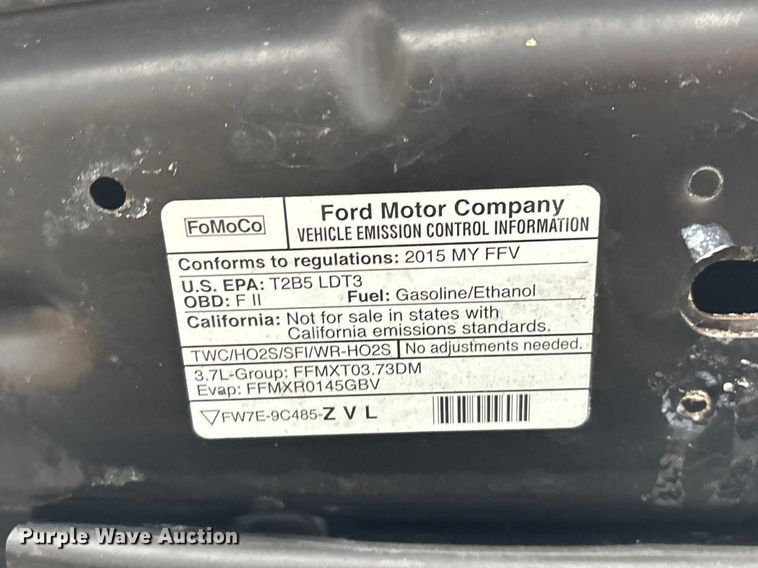 FoMoCo
Ford Motor Company
VEHICLE EMISSION CONTROL INFORMATION
Conforms to regulations: 2015 MY FFV
U.S. EPA: T2B5 LDT3
OBD: F II Fuel: Gasoline/Ethanol
California: Not for sale in states with
California emissions standards.
TWC/HO2S/SFI/WR-HO2S No adjustments needed.
3.7L-Group: FFMXT03.73DM
Evap: FFMXR0145GBV
FW7E-9C485-Z V L
Purple Wave Auction